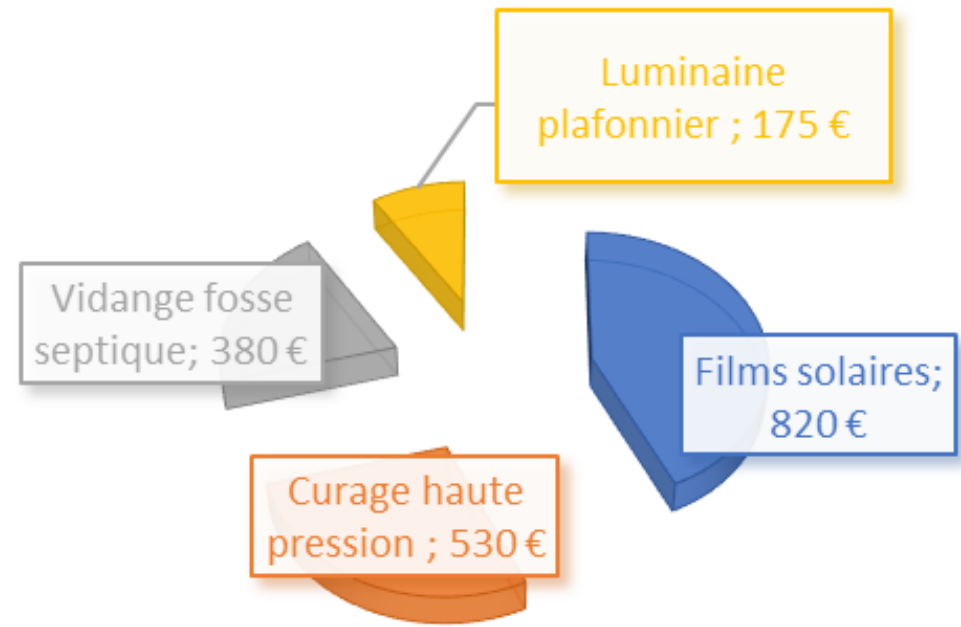 Luminaine
plafonnier ; 175 €
Vidange fosse
septique; 380 €
Films solaires;
820 €
Curage haute
pression ; 530 €